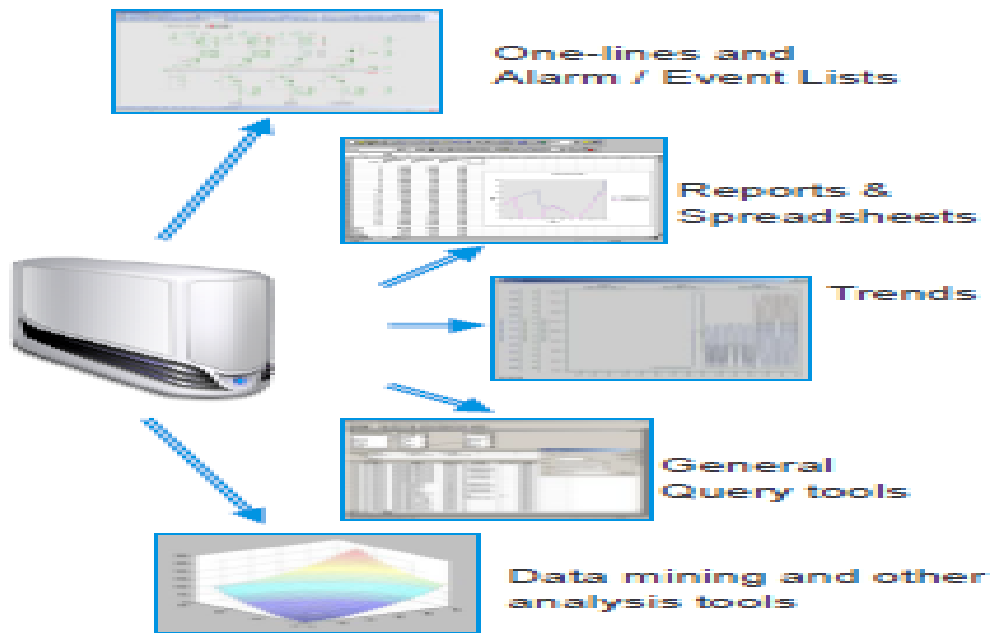 One-lines and
Alarm / Event Lists
Reports &
Spreadsheets
Trends
General
Query tools
Data mining and other
analysis tools